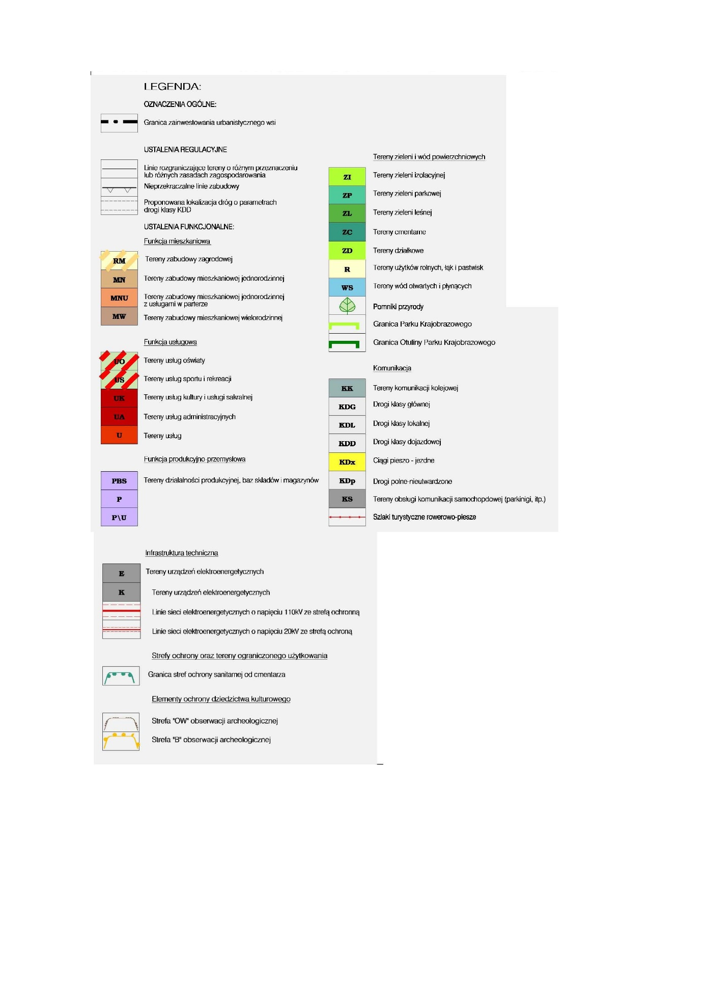 LEGENDA:
OZNACZENIA OGÓLNE:
Granica zainwestowania urbanistycznego wsi
USTALENIA REGULACYJNE
Linie rozgraniczające tereny o różnym przeznaczeniu
lub różnych zasadach zagospodarowania
Nieprzekraczalne linie zabudowy
Proponowana lokalizacja dróg o parametrach
drogi klasy KDD
USTALENIA FUNKCJONALNE:
Funkcja mieszkaniowa
RM Tereny zabudowy zagrodowej
MN Tereny zabudowy mieszkaniowej jednorodzinnej
MNU Tereny zabudowy mieszkaniowej jednorodzinnej
z usługami w parterze
MW Tereny zabudowy mieszkaniowej wielorodzinnej
Funkcja usługowa
UO Tereny usług oświaty
US Tereny usług sportu i rekreacji
UK Tereny usług kultury i usługi sakralnej
UA Tereny usług administracyjnych
U Tereny usług
Funkcja produkcyjno-przemysłowa
PBS Tereny działalności produkcyjnej, baz składów i magazynów
P
P\U
Tereny zieleni i wód powierzchniowych
ZI Tereny zieleni izolacyjnej
ZP Tereny zieleni parkowej
ZL Tereny zieleni leśnej
ZC Tereny cmentarne
ZD Tereny działkowe
R Tereny użytków rolnych, łąk i pastwisk
WS Tereny wód otwartych i płynących
Pomniki przyrody
Granica Parku Krajobrazowego
Granica Otuliny Parku Krajobrazowego
Komunikacja
KK Tereny komunikacji kolejowej
KDG Drogi klasy głównej
KDL Drogi klasy lokalnej
KDD Drogi klasy dojazdowej
KDx Ciągi pieszo - jezdne
KDp Drogi polne-nieutwardzone
KS Tereny obsługi komunikacji samochopdowej (parkinigi, itp.)
Szlaki turystyczne rowerowo-piesze
Infrastruktura techniczna
E Tereny urządzeń elektroenergetycznych
K Tereny urządzeń elektroenergetycznych
Linie sieci elektroenergetycznych o napięciu 110kV ze strefą ochronną
Linie sieci elektroenergetycznych o napięciu 20kV ze strefą ochroną
Strefy ochrony oraz tereny ograniczonego użytkowania
Granica stref ochrony sanitarnej od cmentarza
Elementy ochrony dziedzictwa kulturowego
Strefa "OW" obserwacji archeologicznej
Strefa "B" obserwacji archeologicznej